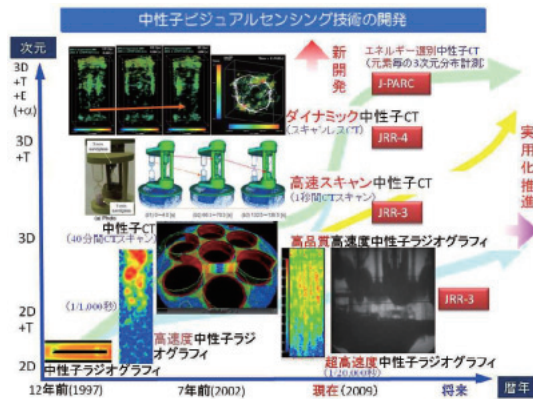 中性子ビジュアルセンシング技術の開発
次元
3D
+T
+E
(+α)
3D
+T
3D
2D
+T
2D
新開発
エネルギー選別中性子CT
(元素毎の3次元分布計測)
J-PARC
ダイナミック中性子CT
(スキャンレスCT)
JRR-4
高速スキャン中性子CT
(1秒間CTスキャン)
JRR-3
実用化推進
(a) Photo
中性子CT
(40分間CTスキャン)
高品質高速度中性子ラジオグラフィ
JRR-3
(1/1,000秒)
高速度中性子ラジ
オグラフィ
中性子ラジオグラフィ
超高速度中性子ラジオグラフィ
(1/20,000秒)
12年前(1997)
7年前(2002)
現在(2009)
将来
暦年